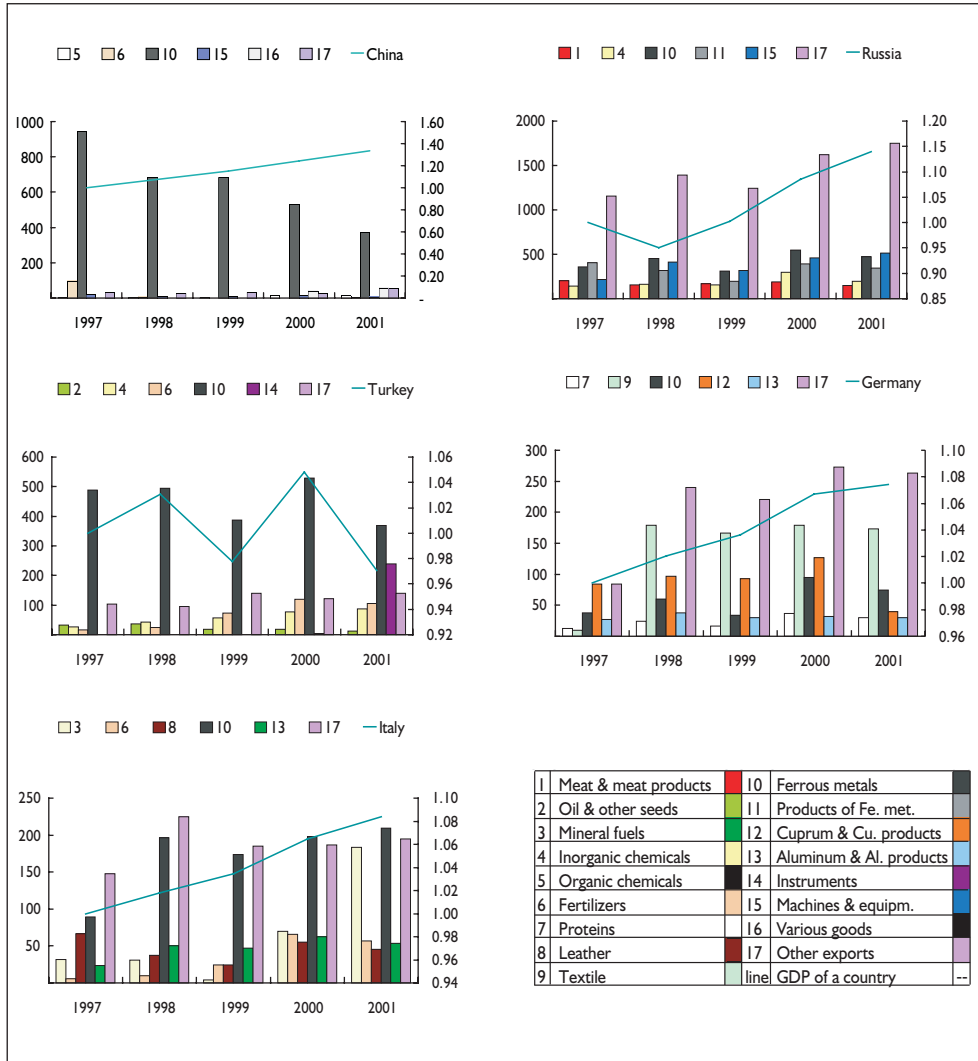 5 6 10 15 16 17 China
1000 1.60
800 1.40
600 1.20
400 1.00
200 0.80
0.60
0.40
0.20
-
1997 1998 1999 2000 2001
1 4 10 11 15 17 Russia
2000 1.20
1500 1.15
1000 1.10
500 1.05
1.00
0.95
0.90
0.85
1997 1998 1999 2000 2001
2 4 6 10 14 17 Turkey
600 1.06
500 1.04
400 1.02
300 1.00
200 0.98
100 0.96
0.94
0.92
1997 1998 1999 2000 2001
7 9 10 12 13 17 Germany
300 1.10
250 1.08
200 1.06
150 1.04
100 1.02
50 1.00
0.98
0.96
1997 1998 1999 2000 2001
3 6 8 10 13 17 Italy
250 1.10
200 1.08
150 1.06
100 1.04
50 1.02
1.00
0.98
0.96
0.94
1997 1998 1999 2000 2001
1 Meat & meat products 10 Ferrous metals
2 Oil & other seeds 11 Products of Fe. met.
3 Mineral fuels 12 Cuprum & Cu. products
4 Inorganic chemicals 13 Aluminum & Al. products
5 Organic chemicals 14 Instruments
6 Fertilizers 15 Machines & equipm.
7 Proteins 16 Various goods
8 Leather 17 Other exports
9 Textile line GDP of a country --